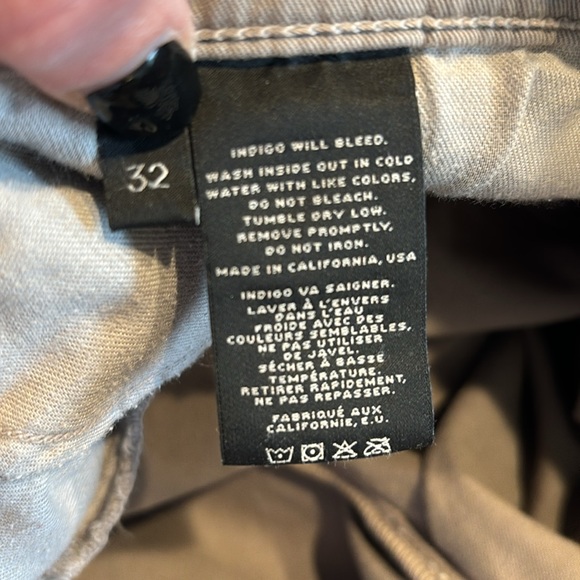 32
INDIGO WILL BLEED.
WASH INSIDE OUT IN COLD
WATER WITH LIKE COLORS,
DO NOT BLEACH.
TUMBLE DRY LOW.
REMOVE PROMPTLY.
DO NOT IRON.
MADE IN CALIFORNIA, USA
INDIGO VA SAIGNER.
LAVER À L'ENVERS
DANS L'EAU
FROIDE AVEC DES
COULEURS SEMBLABLES,
NE PAS UTILISER
DE JAVEL.
SÉCHER À BASSE
TEMPÉRATURE.
RETIRER RAPIDEMENT,
NE PAS REPASSER.
FABRIQUÉ AUX
CALIFORNIE, E.U.